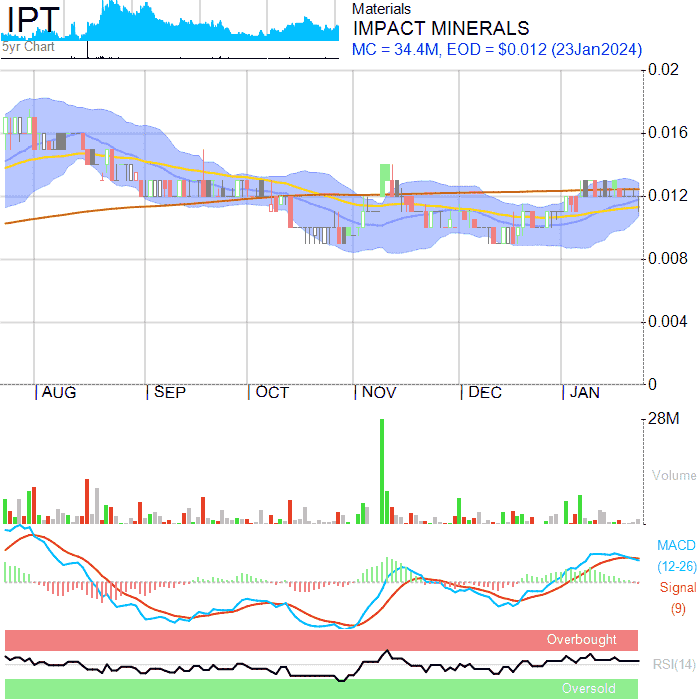 IPT
5yr Chart
Materials
IMPACT MINERALS
MC = 34.4M, EOD = $0.012 (23Jan2024)
0.02
0.016
0.012
0.008
0.004
0
AUG SEP OCT NOV DEC JAN
28M
Volume
MACD
(12-26)
Signal
(9)
Overbought
RSI(14)
Oversold